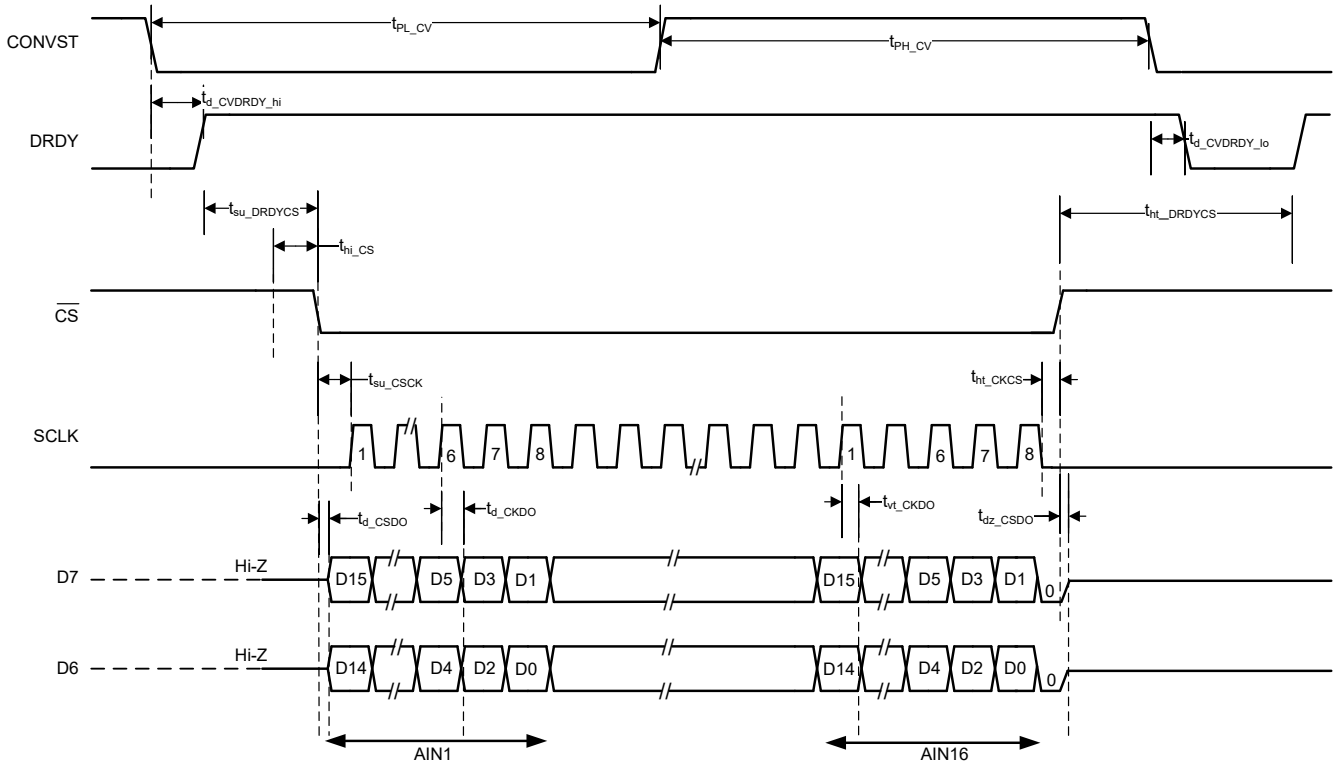 CONVST
tPL_CV
tPH_CV
td_CVDRDY_hi
DRDY
td_CVDRDY_lo
tsu_DRDYCS
tht_DRDYCS
thi_CS
CS
tsu_CSCK
tht_CKCS
SCLK
1 6 7 8 1 6 7 8
td_CSDO
td_CKDO
tvt_CKDO
tdz_CSDO
D7 Hi-Z D15 D5 D3 D1 D15 D5 D3 D1 0
D6 Hi-Z D14 D4 D2 D0 D14 D4 D2 D0 0
AIN1 AIN16